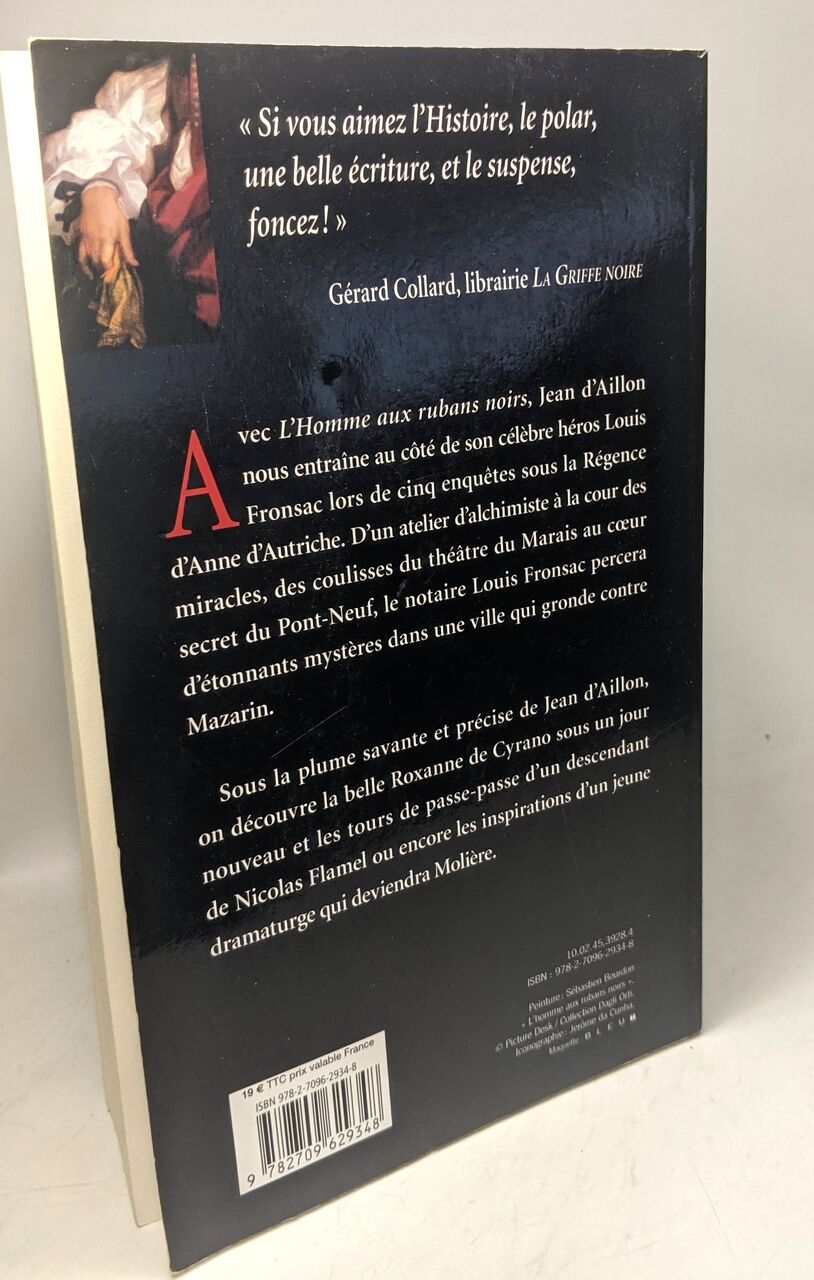 « Si vous aimez l'Histoire, le polar,
une belle écriture, et le suspense,
foncez! »
Gérard Collard, librairie LA GRIFFE NOIRE
Avec L'Homme aux rubans noirs, Jean d'Aillon
nous entraîne au côté de son célèbre héros Louis
Fronsac lors de cinq enquêtes sous la Régence
d'Anne d'Autriche. D'un atelier d'alchimiste à la cour des
miracles, des coulisses du théâtre du Marais au cœur
secret du Pont-Neuf, le notaire Louis Fronsac percera
d'étonnants mystères dans une ville qui gronde contre
Mazarin.
Sous la plume savante et précise de Jean d'Aillon,
on découvre la belle Roxanne de Cyrano sous un jour
nouveau et les tours de passe-passe d'un descendant
de Nicolas Flamel ou encore les inspirations d'un jeune
dramaturge qui deviendra Molière.
10.02.45.3928.4
ISBN : 978-2-7096-2934-8
Peinture : Sébastien Bourdon
« L'homme aux rubans noirs ».
© Picture Desk / Collection Dagli Orti.
Iconographie : Jérôme da Cunha.
Maquette : BLEUT
19 € TTC prix valable France
ISBN 978-2-7096-2934-8
9 782709 629348